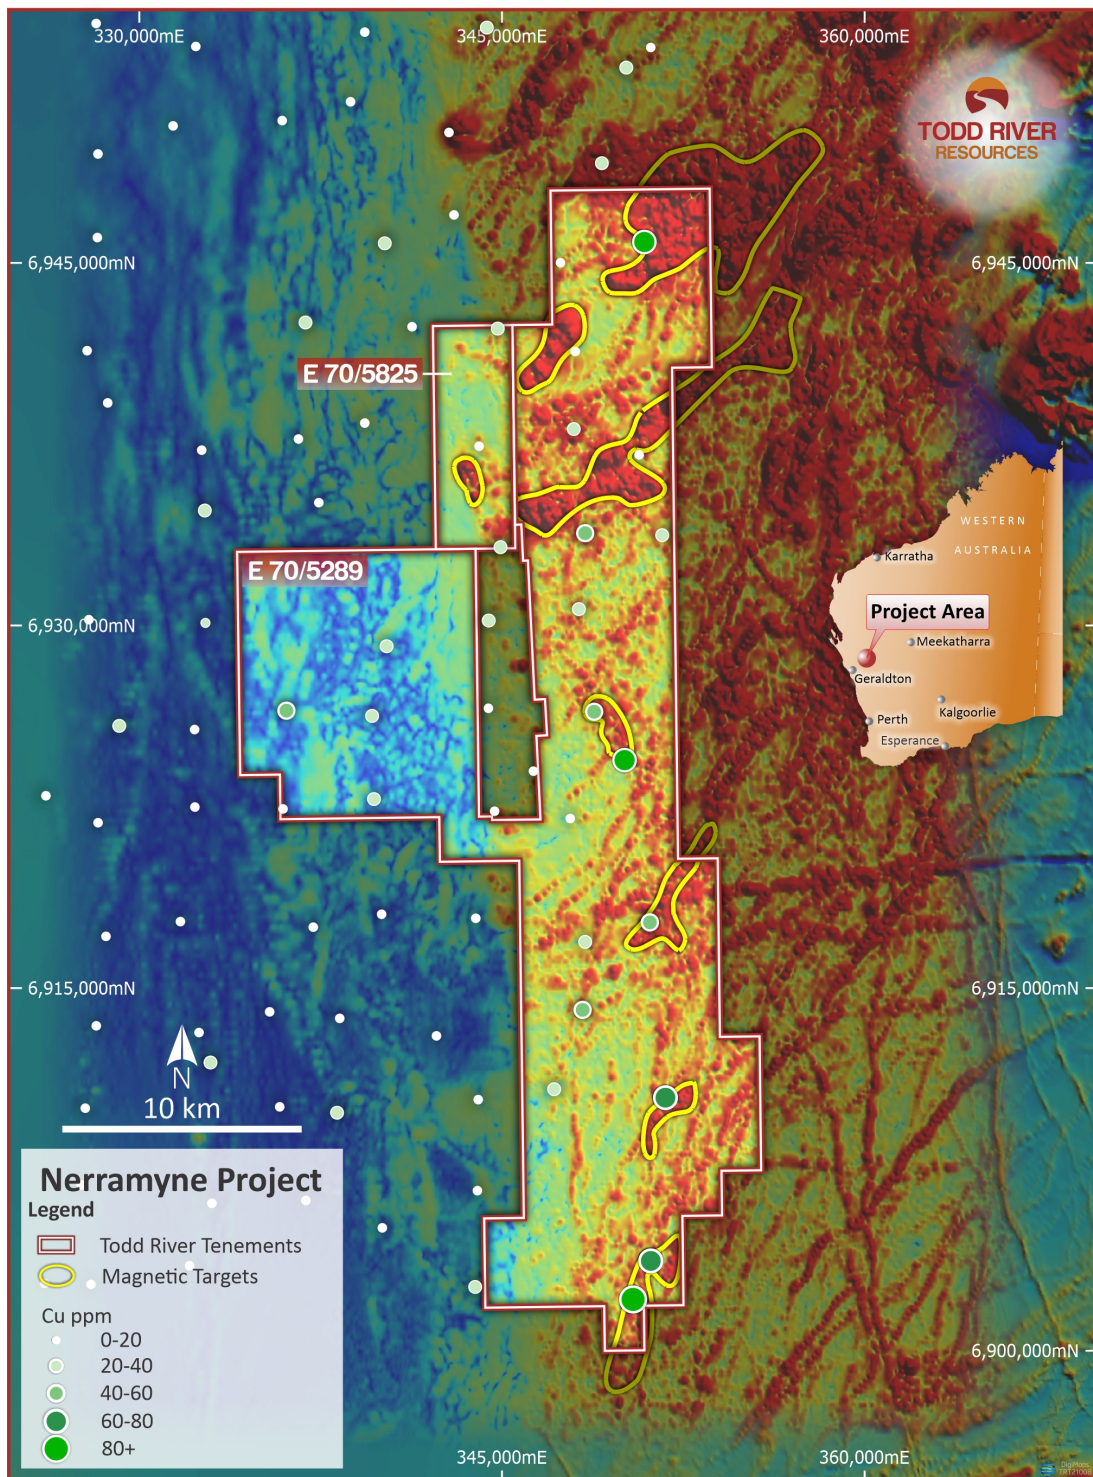 330,000mE
345,000mE
360,000mE
TODD RIVER
RESOURCES
6,945,000mN
6,945,000mN
E 70/5825
WESTERN
AUSTRALIA
Karratha
E 70/5289
Project Area
6,930,000mN
Meekatharra
Geraldton
Kalgoorlie
Perth
Esperance
6,915,000mN
6,915,000mN
N
10 km
Nerramyne Project
Legend
Todd River Tenements
Magnetic Targets
Cu ppm
0-20
20-40
40-60
60-80
80+
6,900,000mN
345,000mE
360,000mE
DigiMaps
TR121006